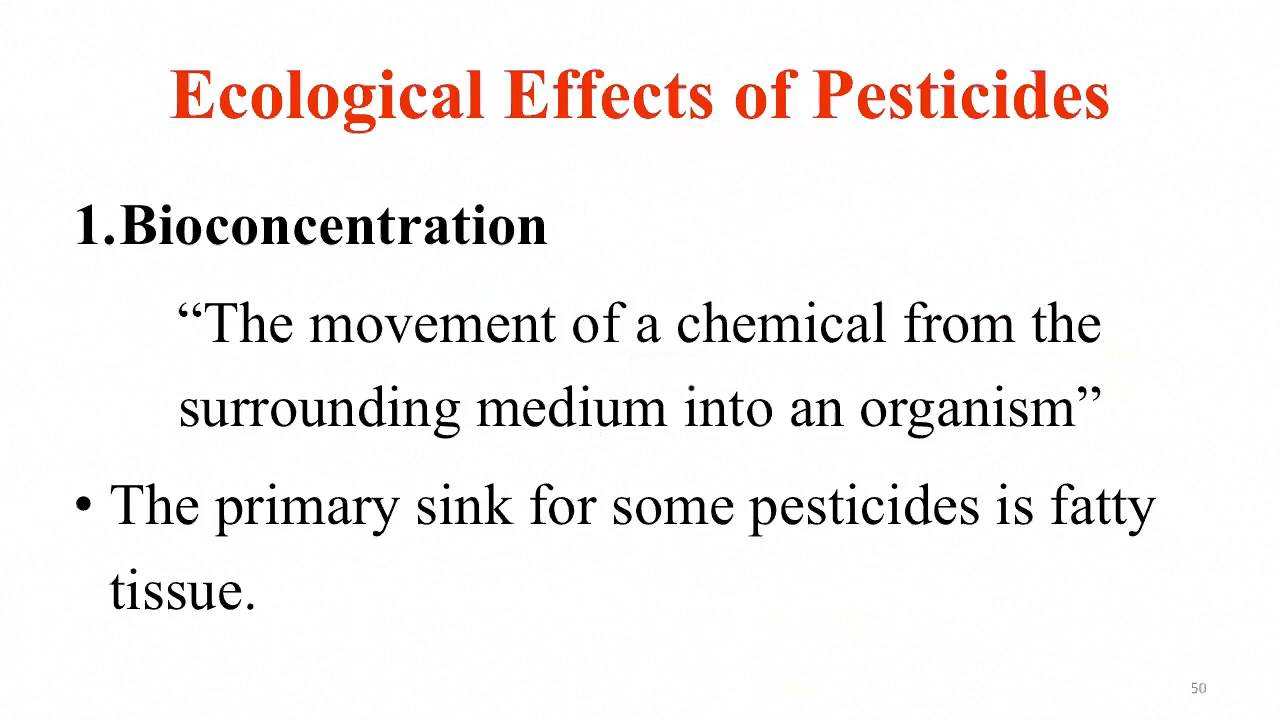 Ecological Effects of Pesticides
1. Bioconcentration
“The movement of a chemical from the
surrounding medium into an organism”
• The primary sink for some pesticides is fatty
tissue.
50